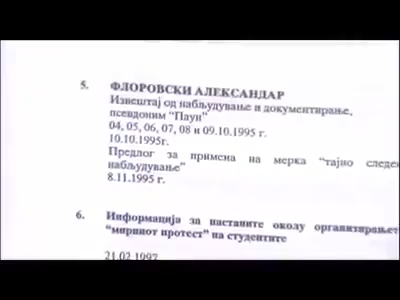 5. ФЛОРОВСКИ АЛЕКСАНДАР
Извештај од набљудување и документирање,
псевдоним “Паун”
04, 05, 06, 07, 08 и 09.10.1995 г.
10.10.1995г.
Предлог за примена на мерка “тајно следе
набљудување”
8.11.1995 г.
6. Информација за настаните околу организирањет
“мирниот протест” на студентите
21.02.1997